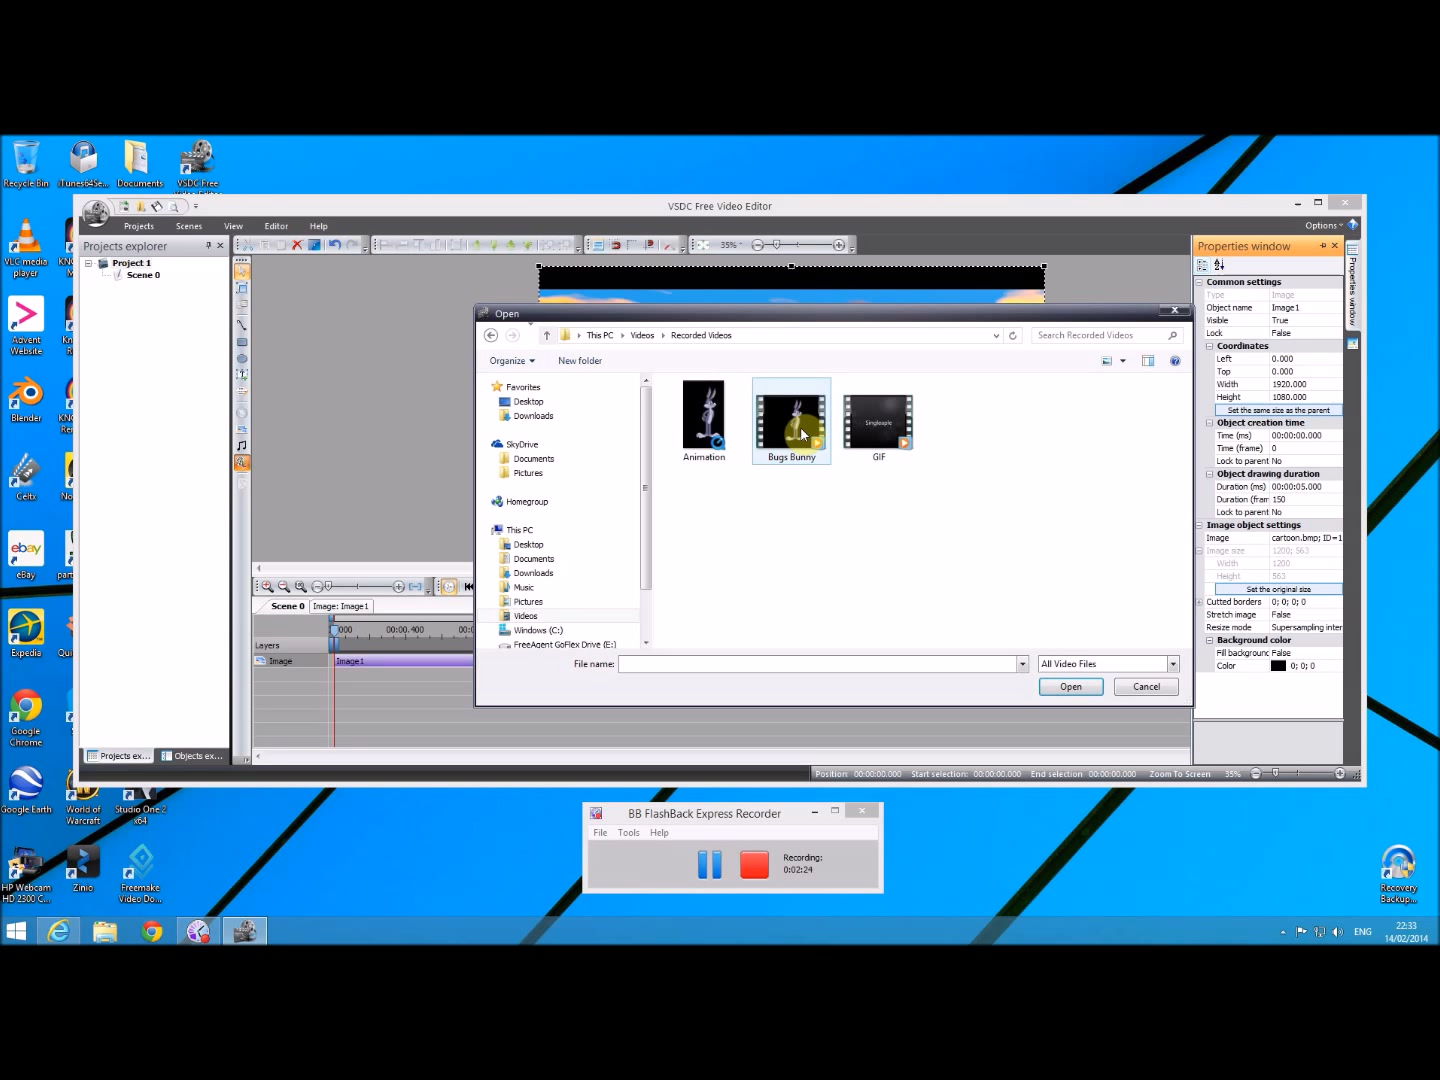 Recycle Bin
iTunes64Se...
Documents
VSDC Free
VSDC Free Video Editor
Projects
Scenes
View
Editor
Help
Options
VLC media
player
Projects explorer
Project 1
Scene 0
35%
Properties window
Properties window
Common settings
Type Image
Object name Image1
Visible True
Lock False
Coordinates
Left 0.000
Top 0.000
Width 1920.000
Height 1080.000
Set the same size as the parent
Object creation time
Time (ms) 00:00:00.000
Time (frame) 0
Lock to parent No
Object drawing duration
Duration (ms) 00:00:05.000
Duration (fram 150
Lock to parent No
Image object settings
Image cartoon.bmp; ID=1
Image size 1200; 563
Width 1200
Height 563
Set the original size
Cutted borders 0; 0; 0; 0
Stretch image False
Resize mode Supersampling inter
Background color
Fill backgrounc False
Color 0; 0; 0
Open
This PC
Videos
Recorded Videos
Search Recorded Videos
Organize
New folder
Favorites
Desktop
Downloads
SkyDrive
Documents
Pictures
Homegroup
This PC
Desktop
Documents
Downloads
Music
Pictures
Videos
Windows (C:)
FreeAgent GoFlex Drive (E:)
Animation
Bugs Bunny
Singleaple
GIF
File name:
All Video Files
Open
Cancel
Advent
Website
Blender
Celtx
ebay
eBay
Expedia
Google
Chrome
Google Earth
World of
Warcraft
Studio One 2
x64
HP Webcam
HD 2300 C...
Zinio
Freemake
Video Do...
Recovery
Backup...
Scene 0
Image: Image1
000
00:00.400
Layers
Image
Image1
Projects ex...
Objects ex...
Position: 00:00:00.000
Start selection: 00:00:00.000
End selection 00:00:00.000
Zoom To Screen
35%
BB FlashBack Express Recorder
File
Tools
Help
Recording:
0:02:24
ENG
22:33
14/02/2014